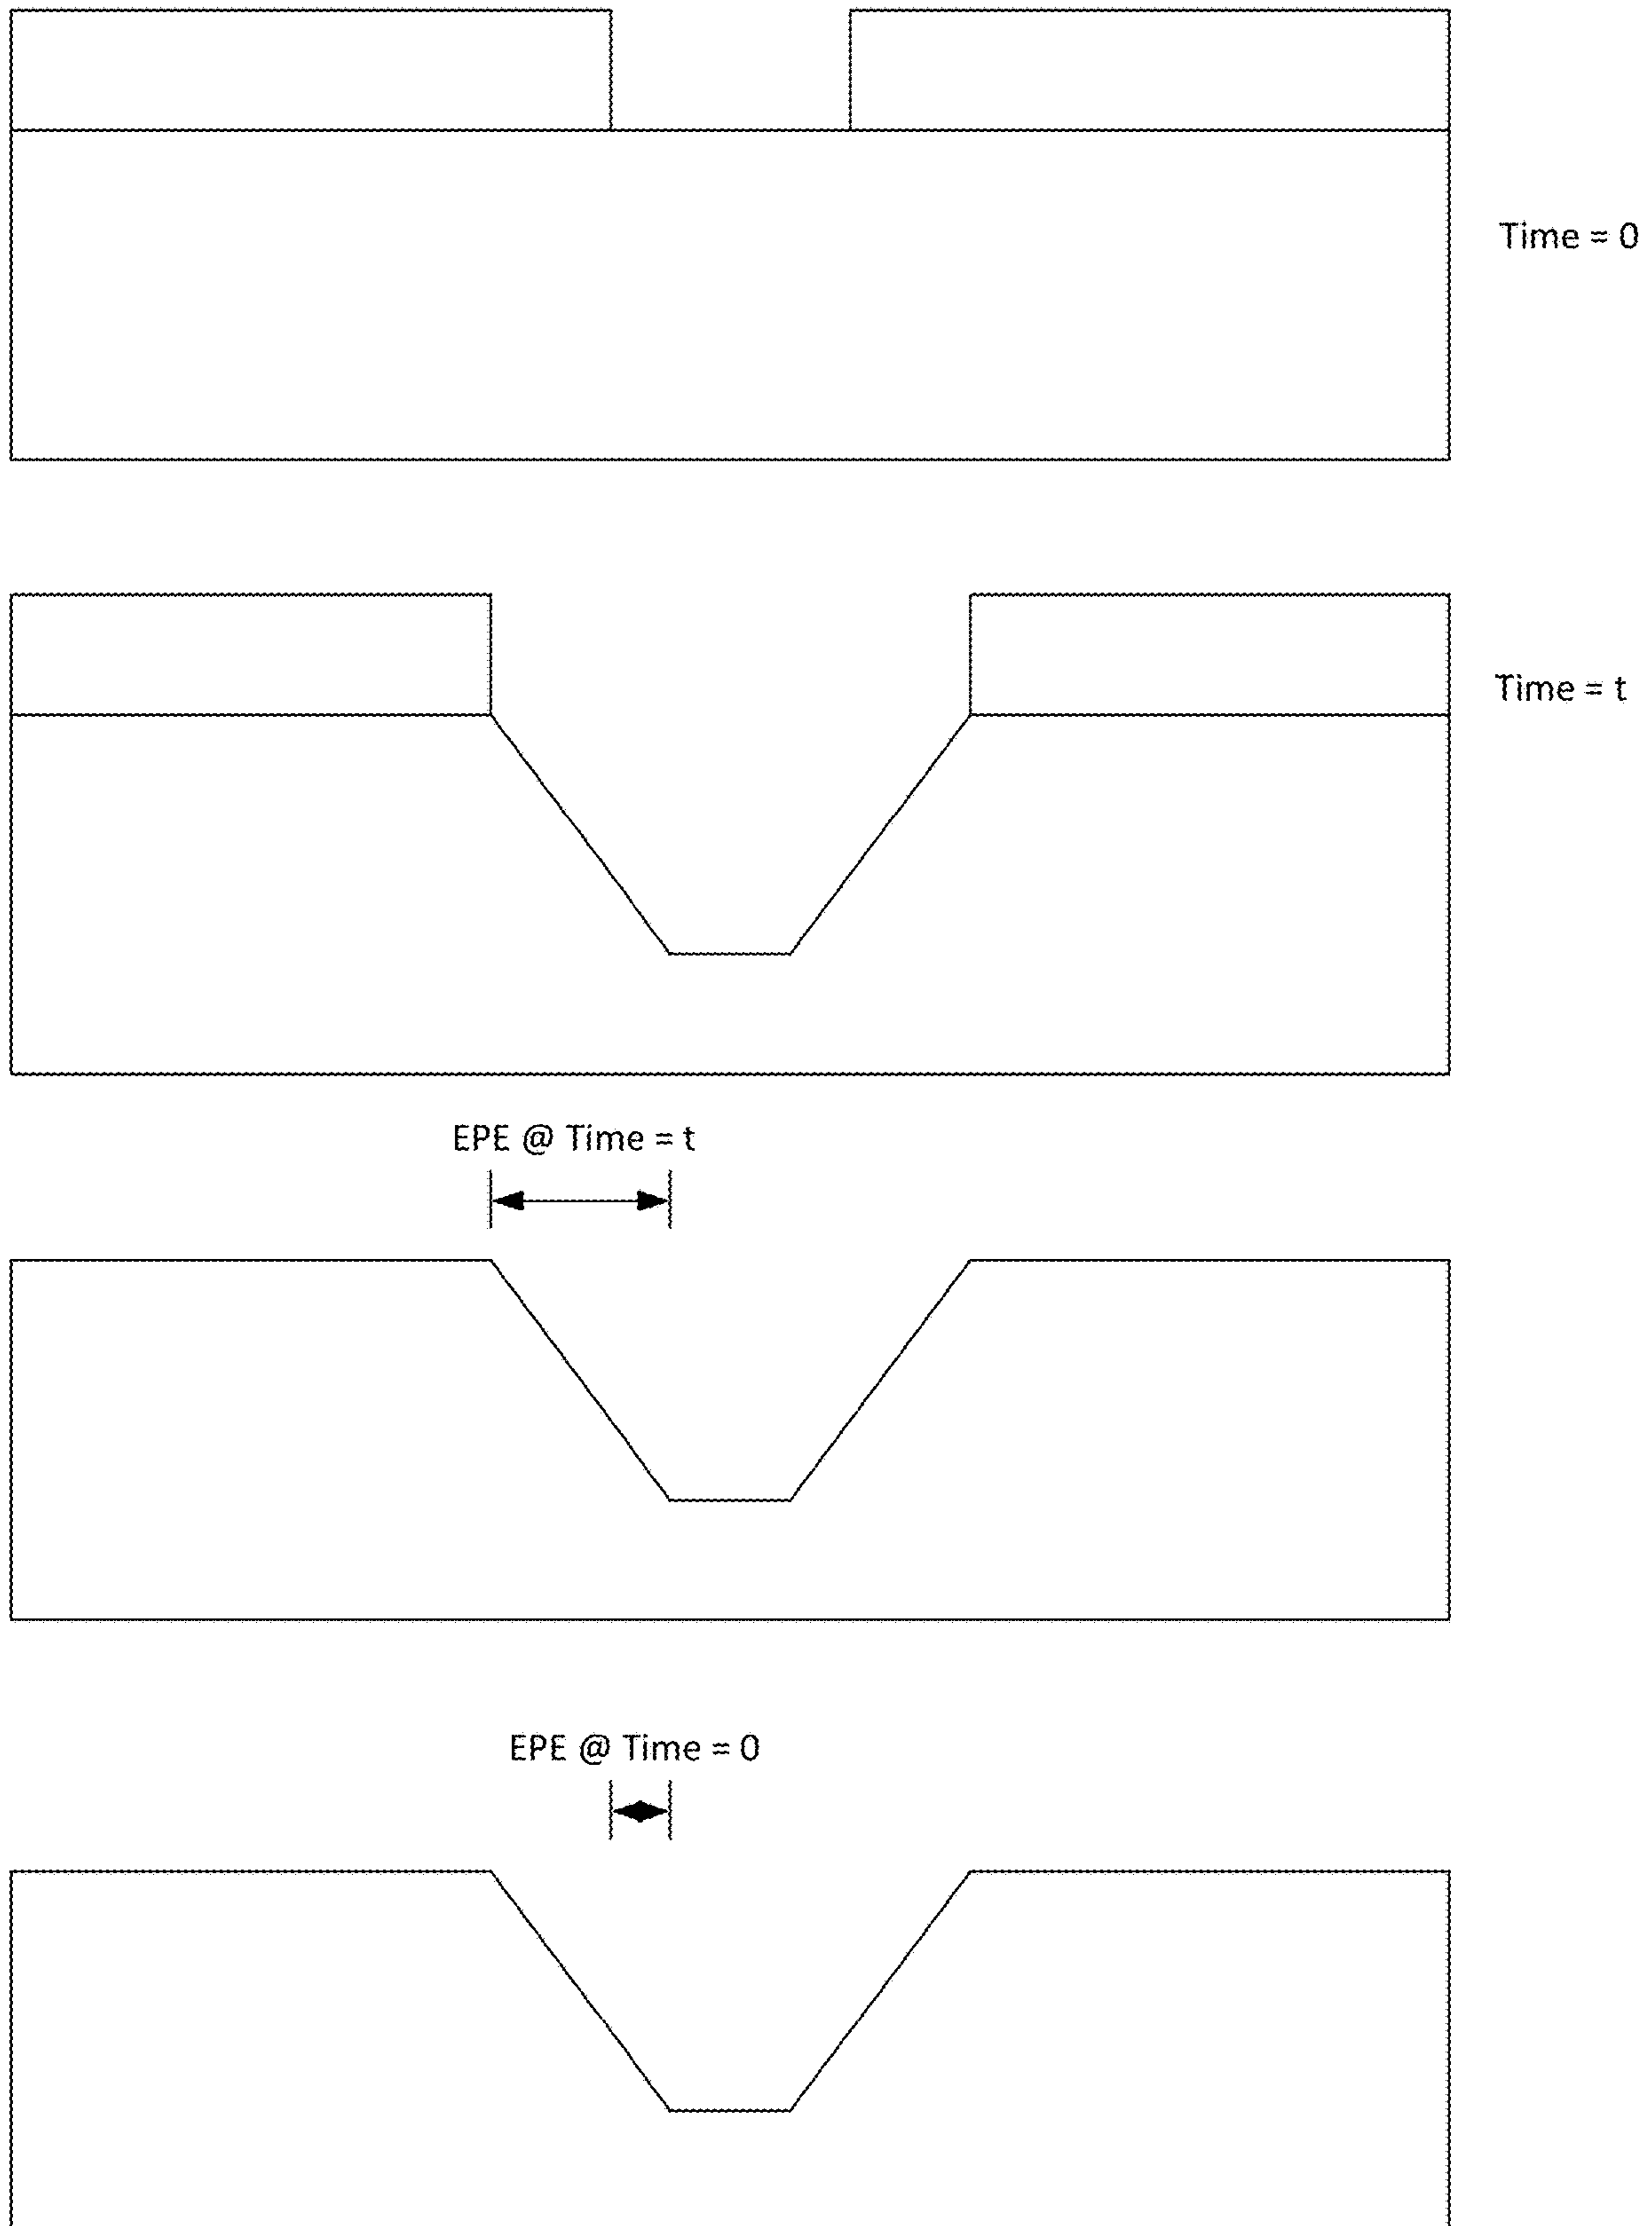 Time = 0
Time = t
EPE @ Time = t
EPE @ Time = 0